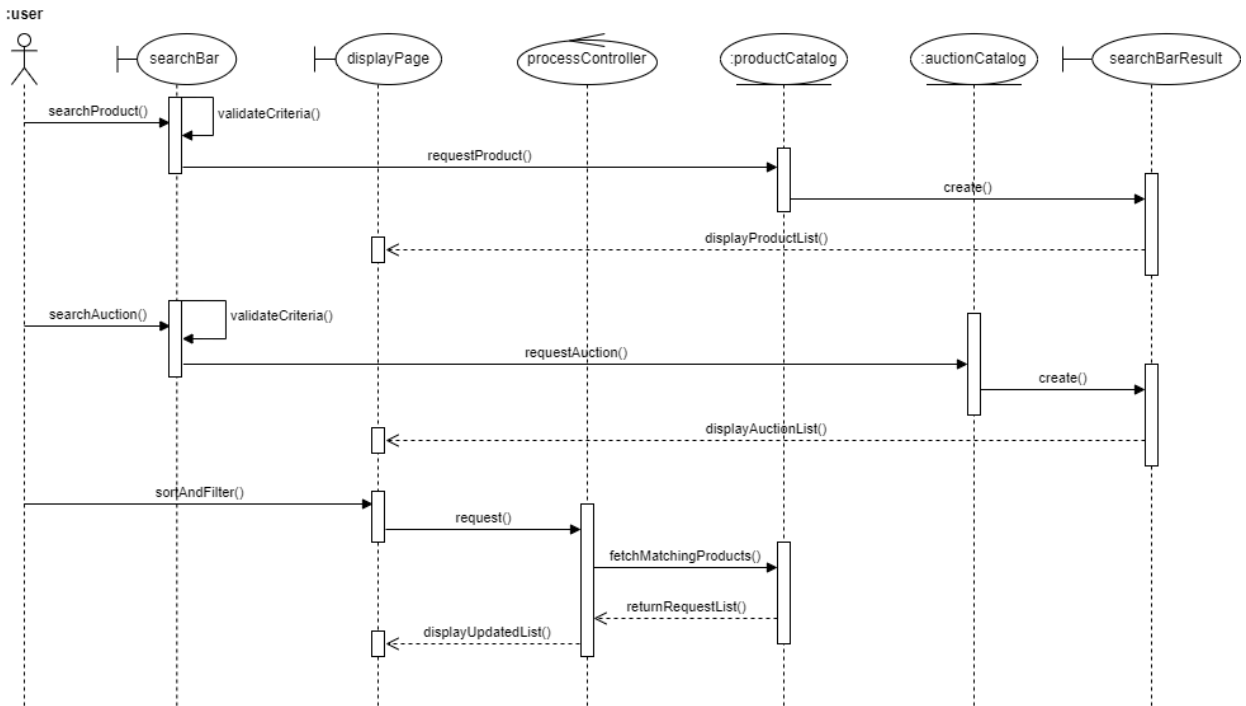 :user
searchBar
displayPage
processController
:productCatalog
:auctionCatalog
searchBarResult
searchProduct()
validateCriteria()
requestProduct()
create()
displayProductList()
searchAuction()
validateCriteria()
requestAuction()
create()
displayAuctionList()
sortAndFilter()
request()
fetchMatchingProducts()
returnRequestList()
displayUpdatedList()